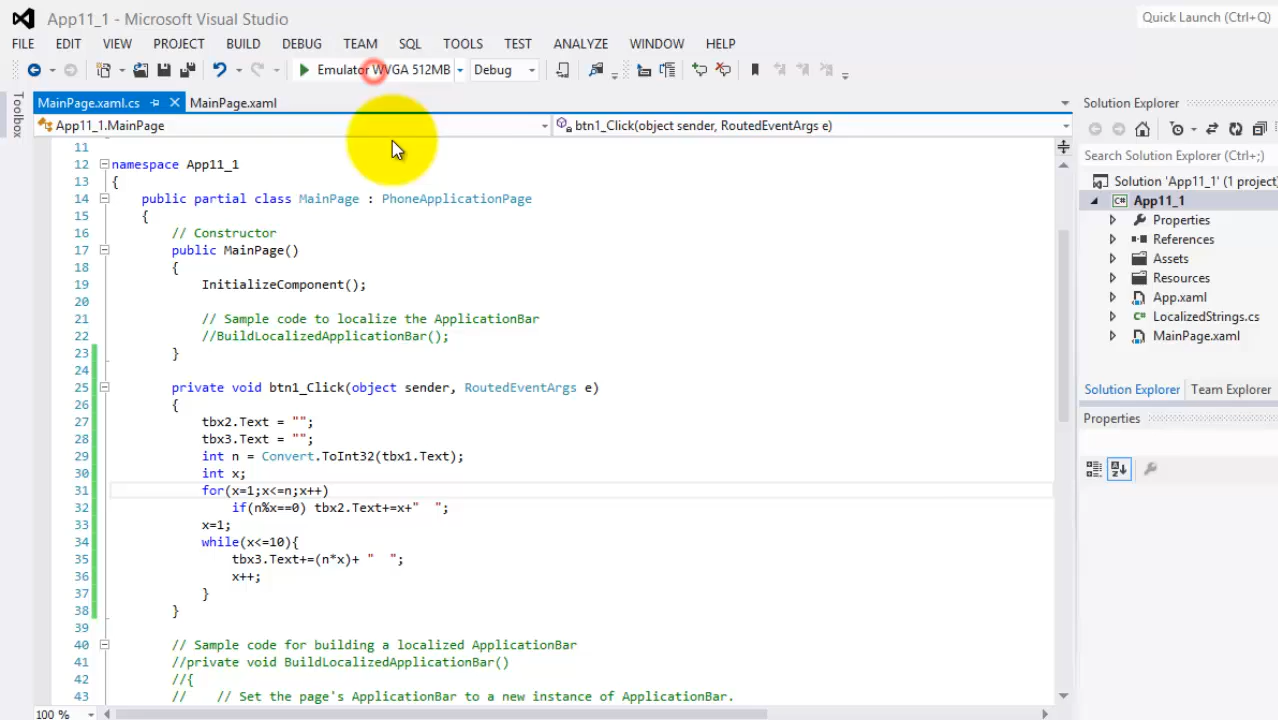 App11_1 - Microsoft Visual Studio
Quick Launch (Ctrl+Q)
FILE EDIT VIEW PROJECT BUILD DEBUG TEAM SQL TOOLS TEST ANALYZE WINDOW HELP
Emulator WVGA 512MB Debug
Toolbox
MainPage.xaml.cs MainPage.xaml
App11_1.MainPage btn1_Click(object sender, RoutedEventArgs e)
11
12 namespace App11_1
13 {
14 public partial class MainPage : PhoneApplicationPage
15 {
16 // Constructor
17 public MainPage()
18 {
19 InitializeComponent();
20
21 // Sample code to localize the ApplicationBar
22 //BuildLocalizedApplicationBar();
23 }
24
25 private void btn1_Click(object sender, RoutedEventArgs e)
26 {
27 tbx2.Text = "";
28 tbx3.Text = "";
29 int n = Convert.ToInt32(tbx1.Text);
30 int x;
31 for(x=1;x<=n;x++)
32 if(n%x==0) tbx2.Text+=x+"  ";
33 x=1;
34 while(x<=10){
35 tbx3.Text+=(n*x)+ "  ";
36 x++;
37 }
38 }
39
40 // Sample code for building a localized ApplicationBar
41 //private void BuildLocalizedApplicationBar()
42 //{
43 // // Set the page's ApplicationBar to a new instance of ApplicationBar.
100 %
Solution Explorer
Search Solution Explorer (Ctrl+;)
Solution 'App11_1' (1 project)
App11_1
Properties
References
Assets
Resources
App.xaml
LocalizedStrings.cs
MainPage.xaml
Solution Explorer Team Explorer
Properties